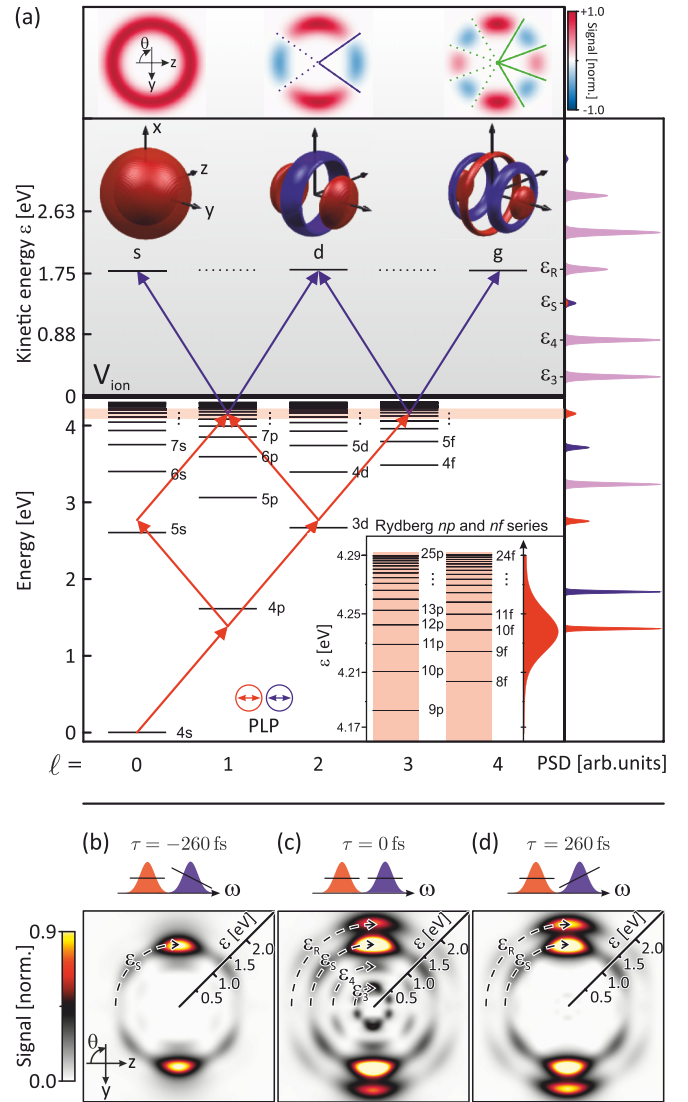 (a)
θ
z
y
+1.0
Signal [norm.]
-1.0
x
z
y
s
d
g
Kinetic energy ε [eV]
2.63
1.75
0.88
0
V_ion
ε_R
ε_S
ε_4
ε_3
Energy [eV]
4
3
2
1
0
7s
6s
5s
4s
7p
6p
5p
4p
5d
4d
3d
5f
4f
PLP
Rydberg np and nf series
ε [eV]
4.29
4.25
4.21
4.17
25p
13p
12p
11p
10p
9p
24f
11f
10f
9f
8f
ℓ = 0 1 2 3 4 PSD [arb.units]
(b) τ = −260 fs
ω
(c) τ = 0 fs
ω
(d) τ = 260 fs
ω
Signal [norm.]
0.9
0.0
θ
z
y
ε_S
ε [eV]
2.0
1.5
1.0
0.5
ε_R
ε_S
ε_4
ε_3
ε [eV]
2.0
1.5
1.0
0.5
ε_R
ε_S
ε [eV]
2.0
1.5
1.0
0.5